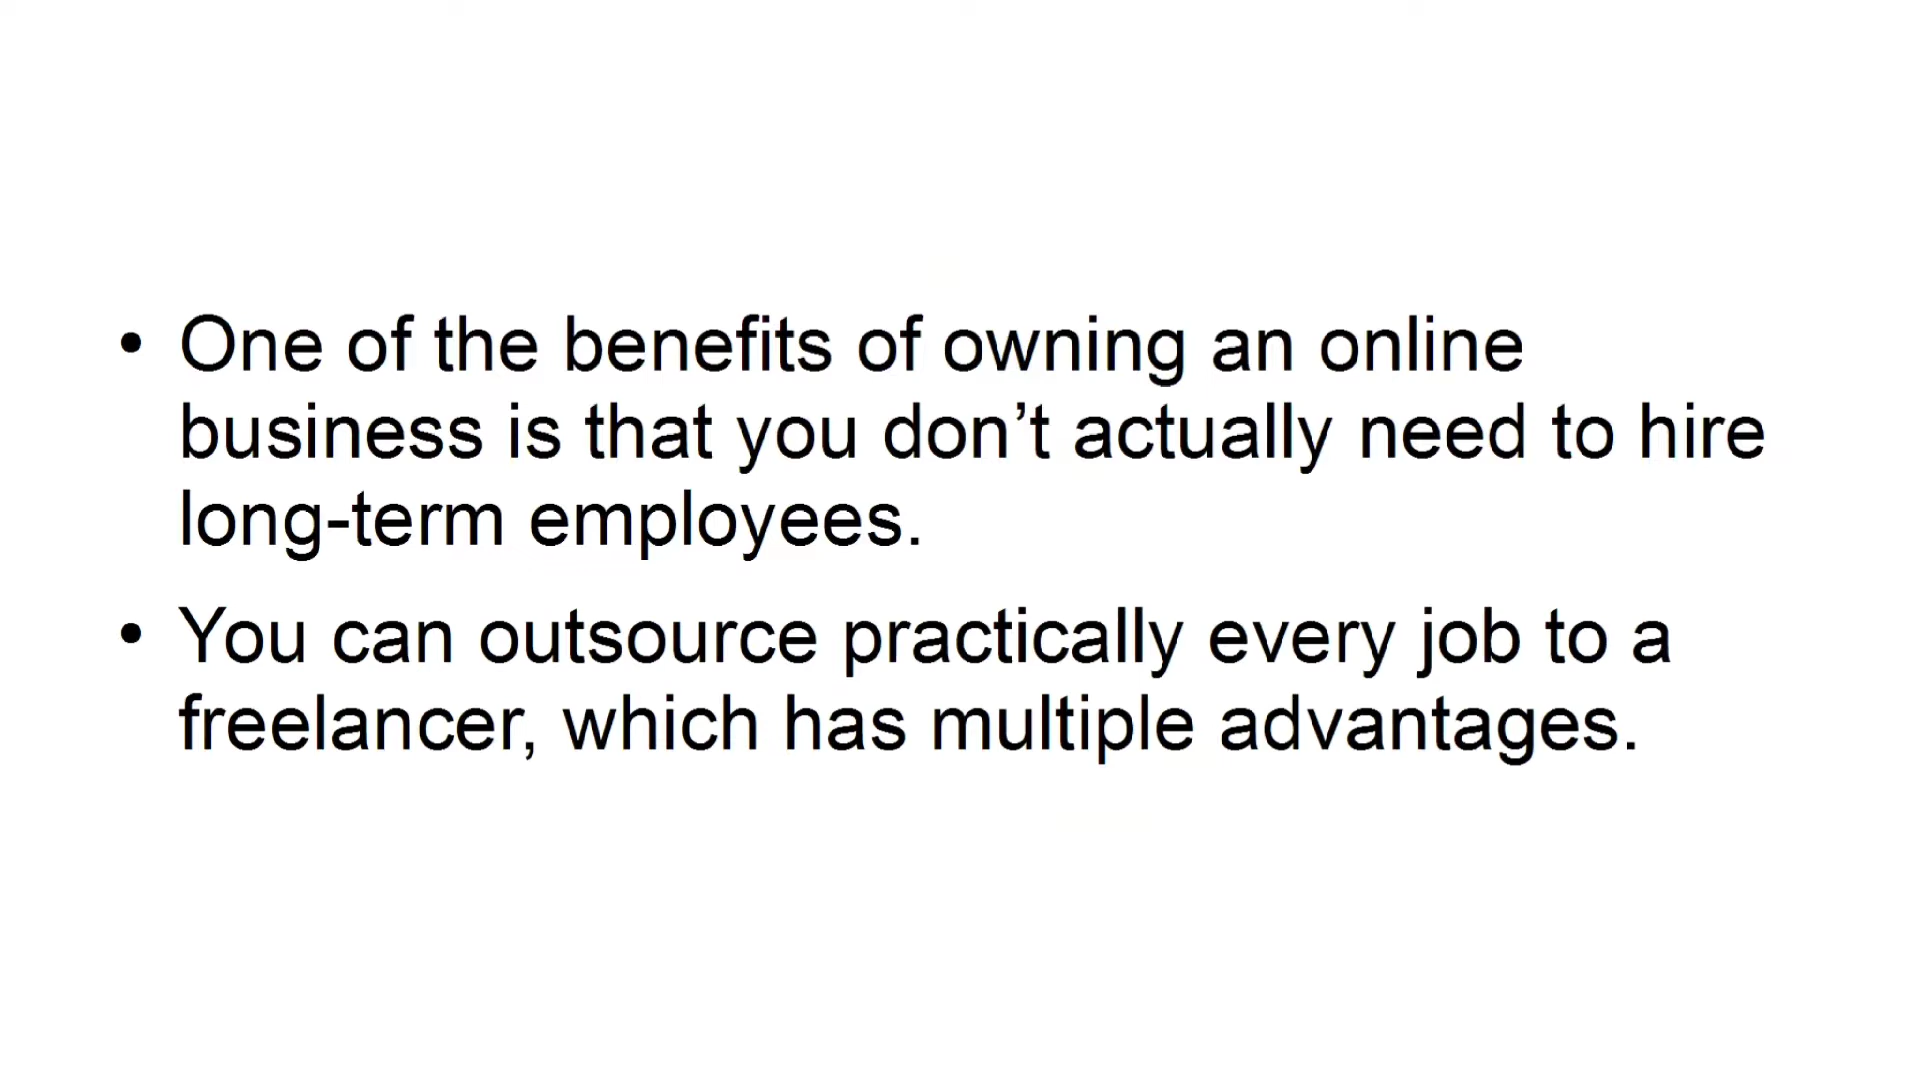 • One of the benefits of owning an online
business is that you don’t actually need to hire
long-term employees.
• You can outsource practically every job to a
freelancer, which has multiple advantages.